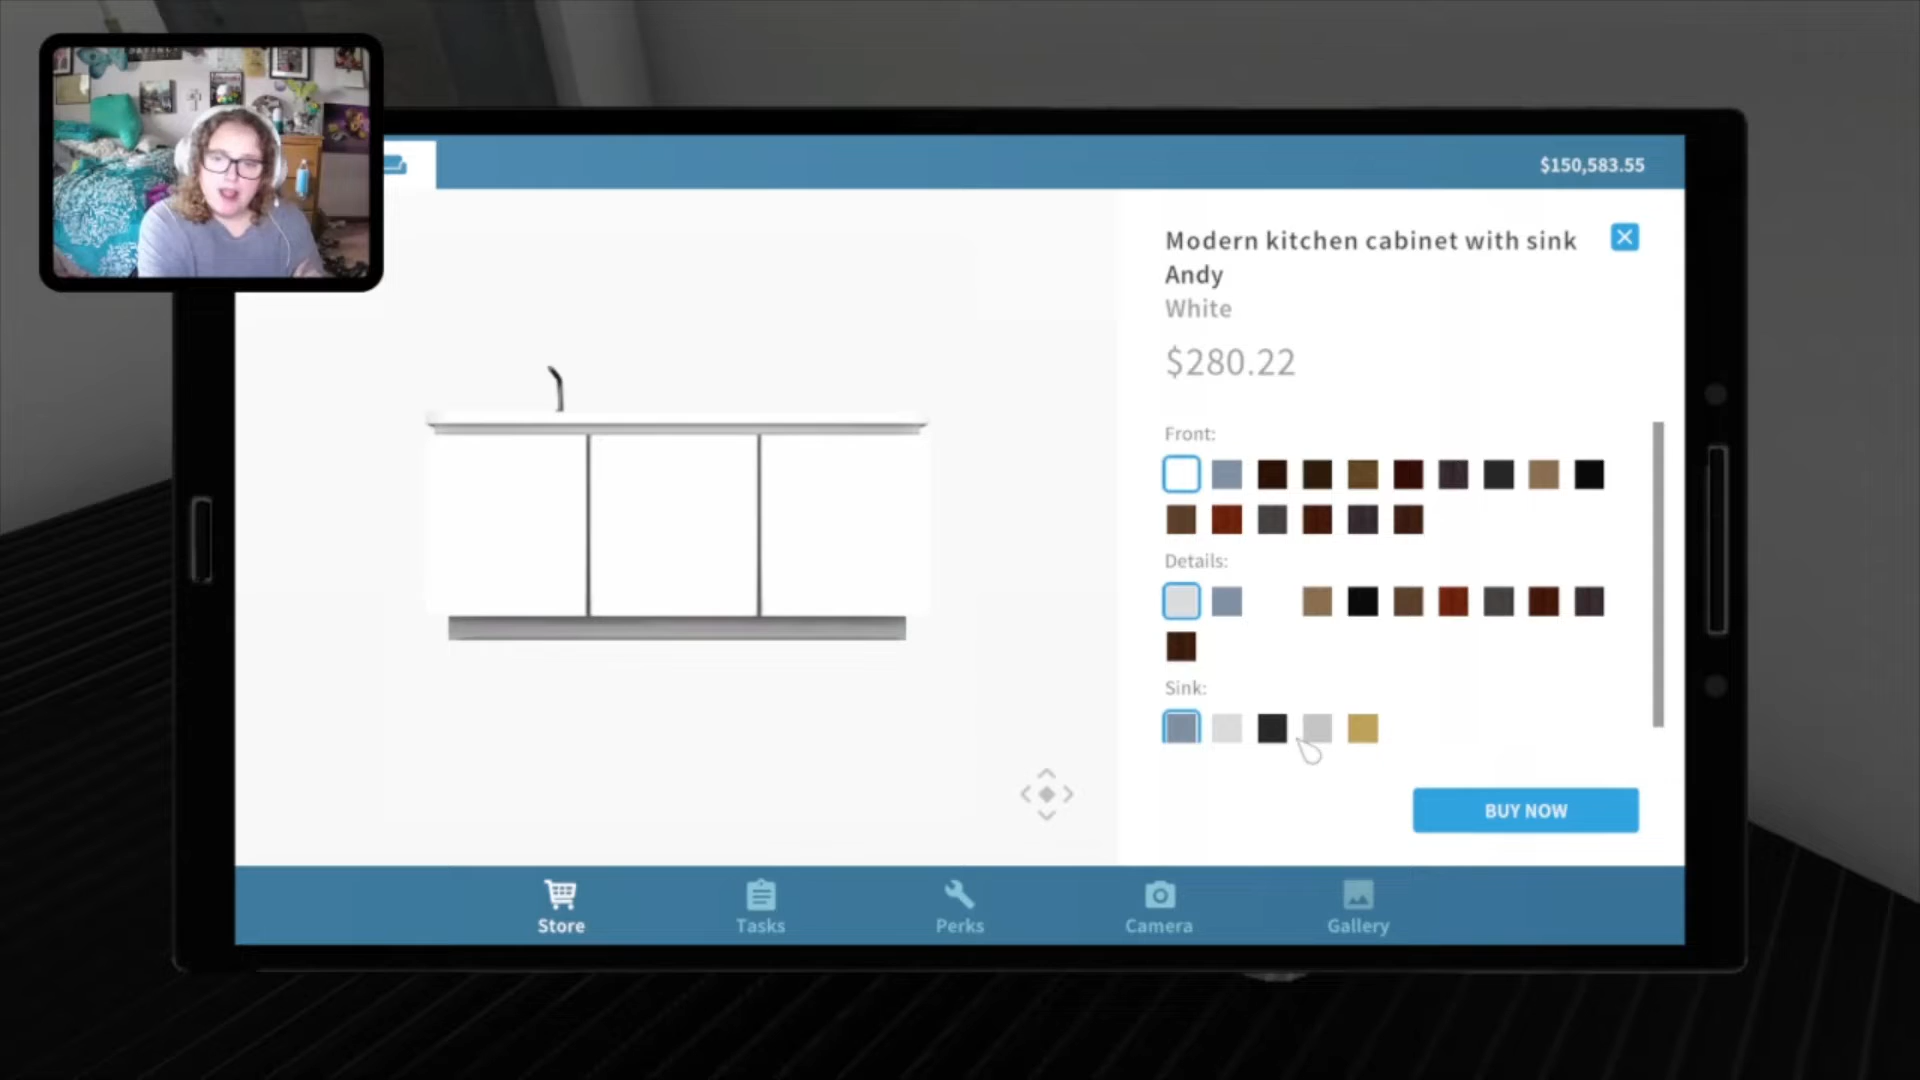 $150,583.55
Modern kitchen cabinet with sink
Andy
White
$280.22
Front:
Details:
Sink:
BUY NOW
Store
Tasks
Perks
Camera
Gallery